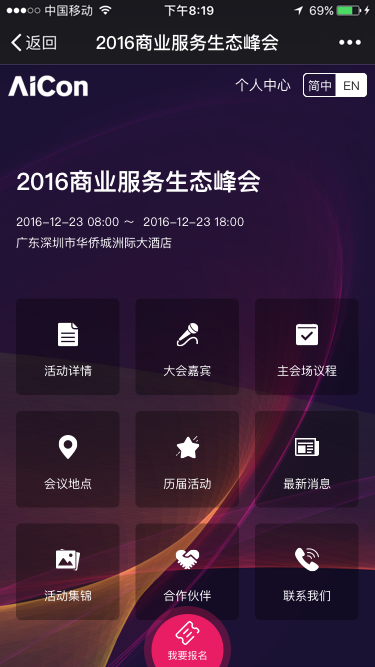 中国移动 下午8:19 69%
返回 2016商业服务生态峰会
AiCon 个人中心 简中 EN
2016商业服务生态峰会
2016-12-23 08:00 ~ 2016-12-23 18:00
广东深圳市华侨城洲际大酒店
活动详情 大会嘉宾 主会场议程
会议地点 历届活动 最新消息
活动集锦 合作伙伴 联系我们
我要报名